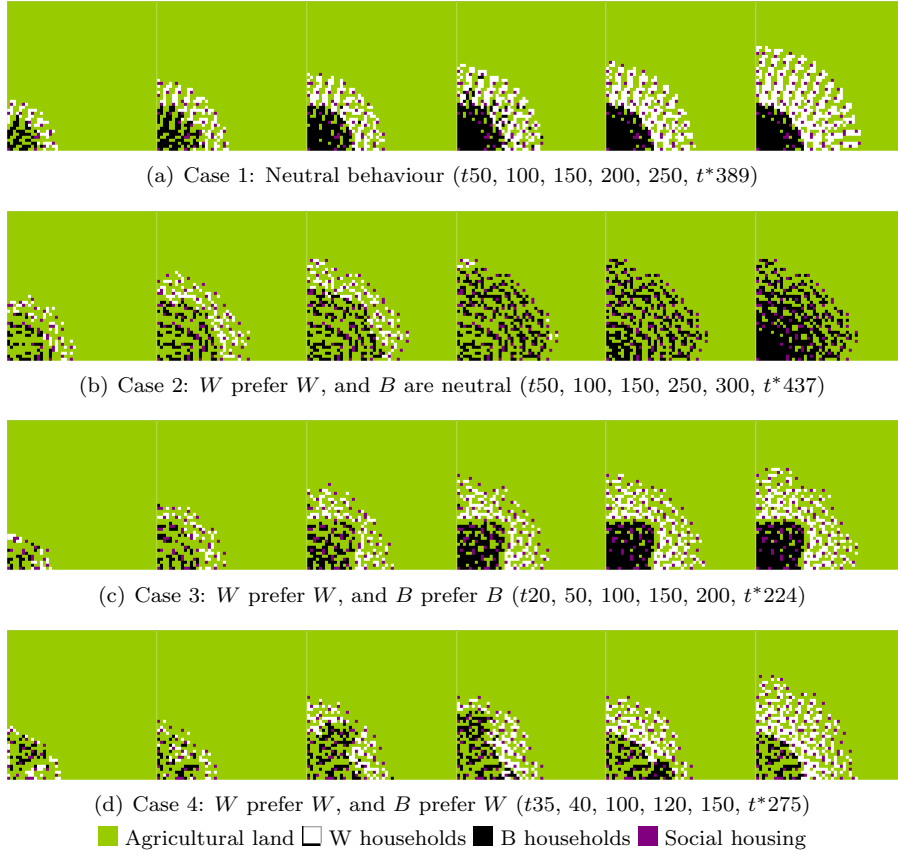 (a) Case 1: Neutral behaviour (t50, 100, 150, 200, 250, t*389)
(b) Case 2: W prefer W, and B are neutral (t50, 100, 150, 250, 300, t*437)
(c) Case 3: W prefer W, and B prefer B (t20, 50, 100, 150, 200, t*224)
(d) Case 4: W prefer W, and B prefer W (t35, 40, 100, 120, 150, t*275)
Agricultural land W households B households Social housing